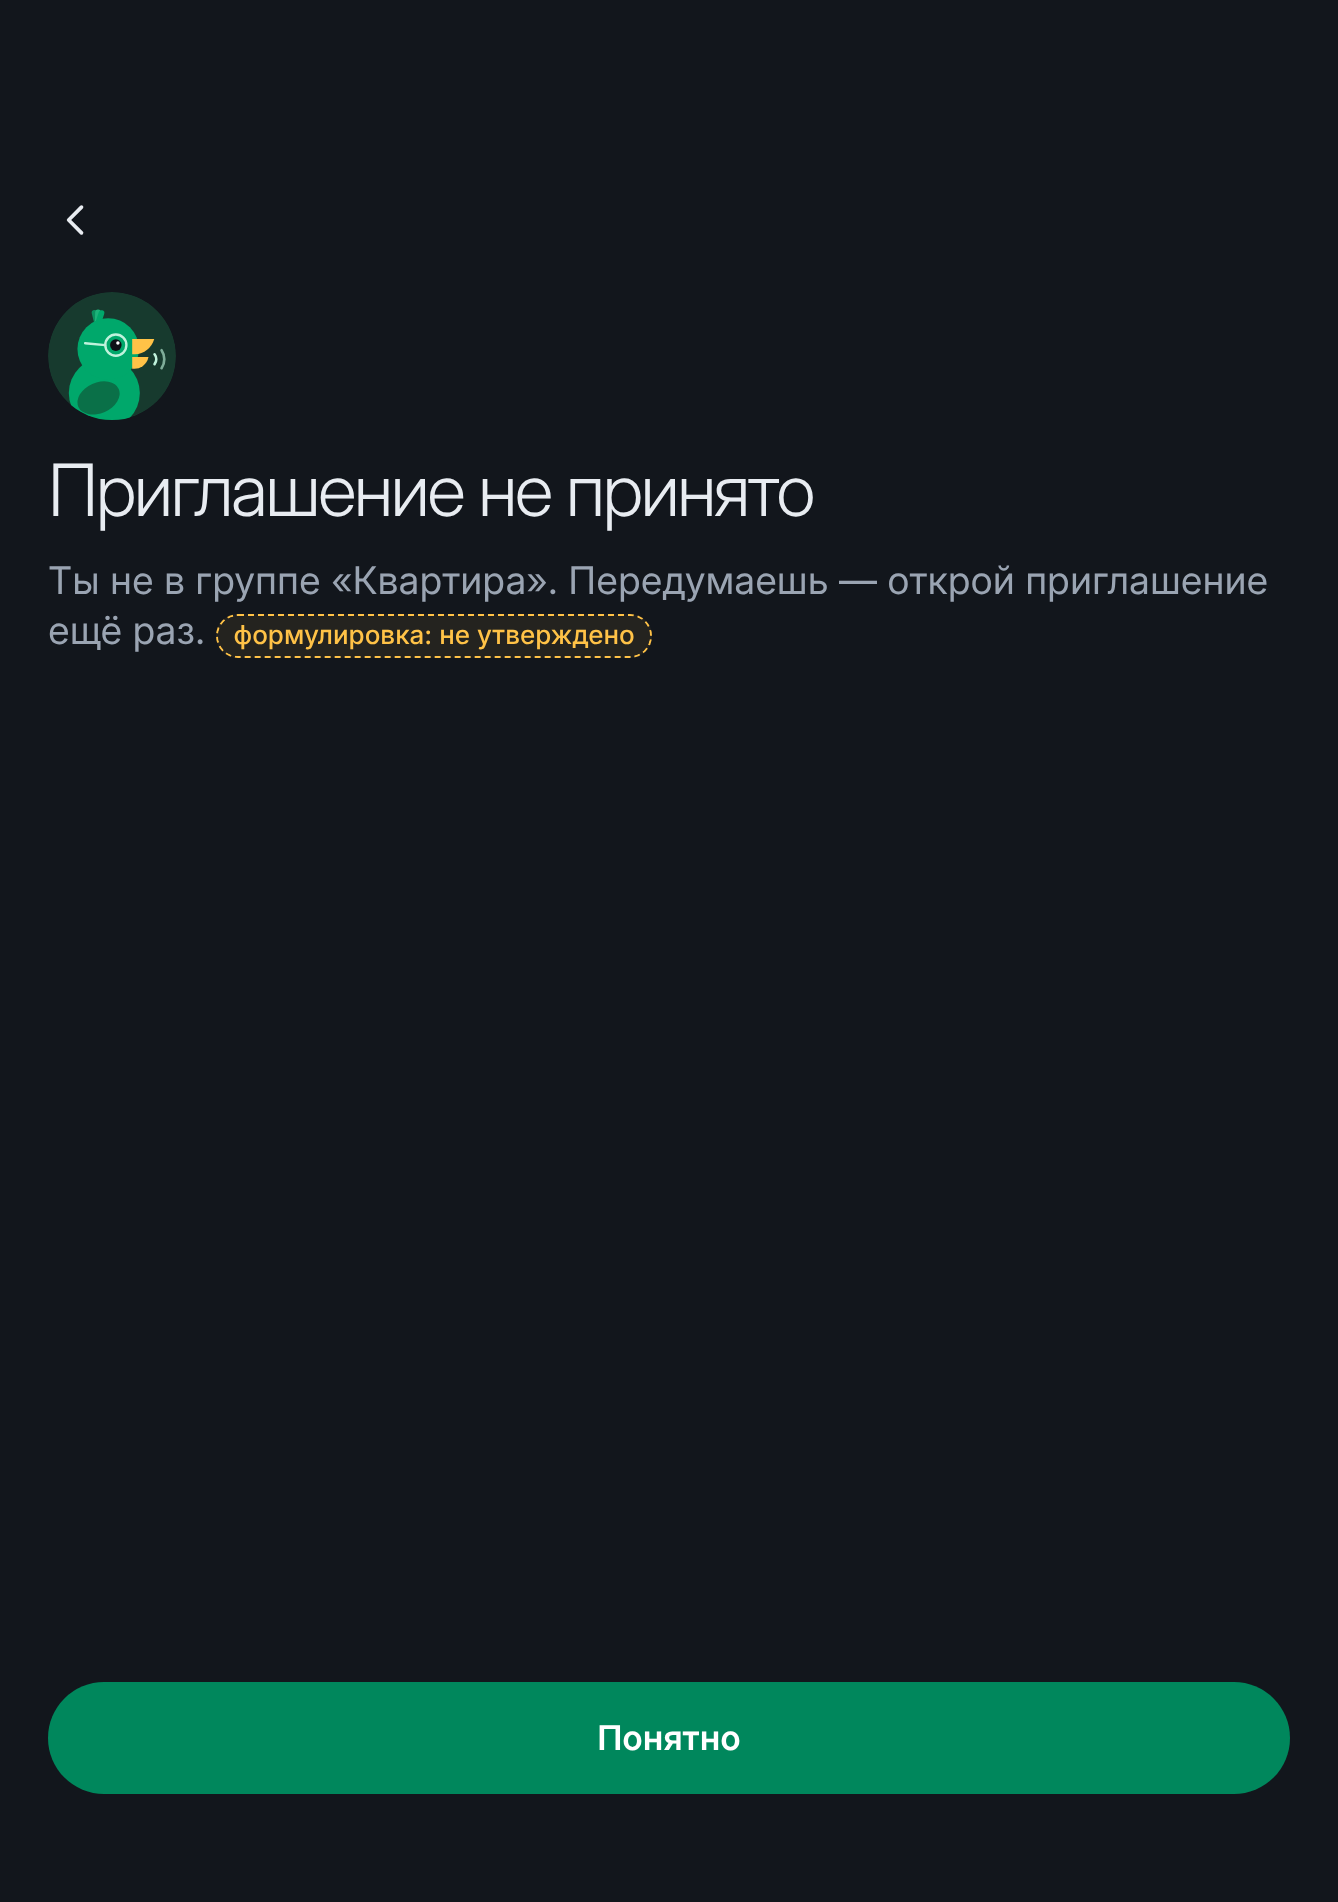 Приглашение не принято
Ты не в группе «Квартира». Передумаешь — открой приглашение
ещё раз. формулировка: не утверждено
Понятно